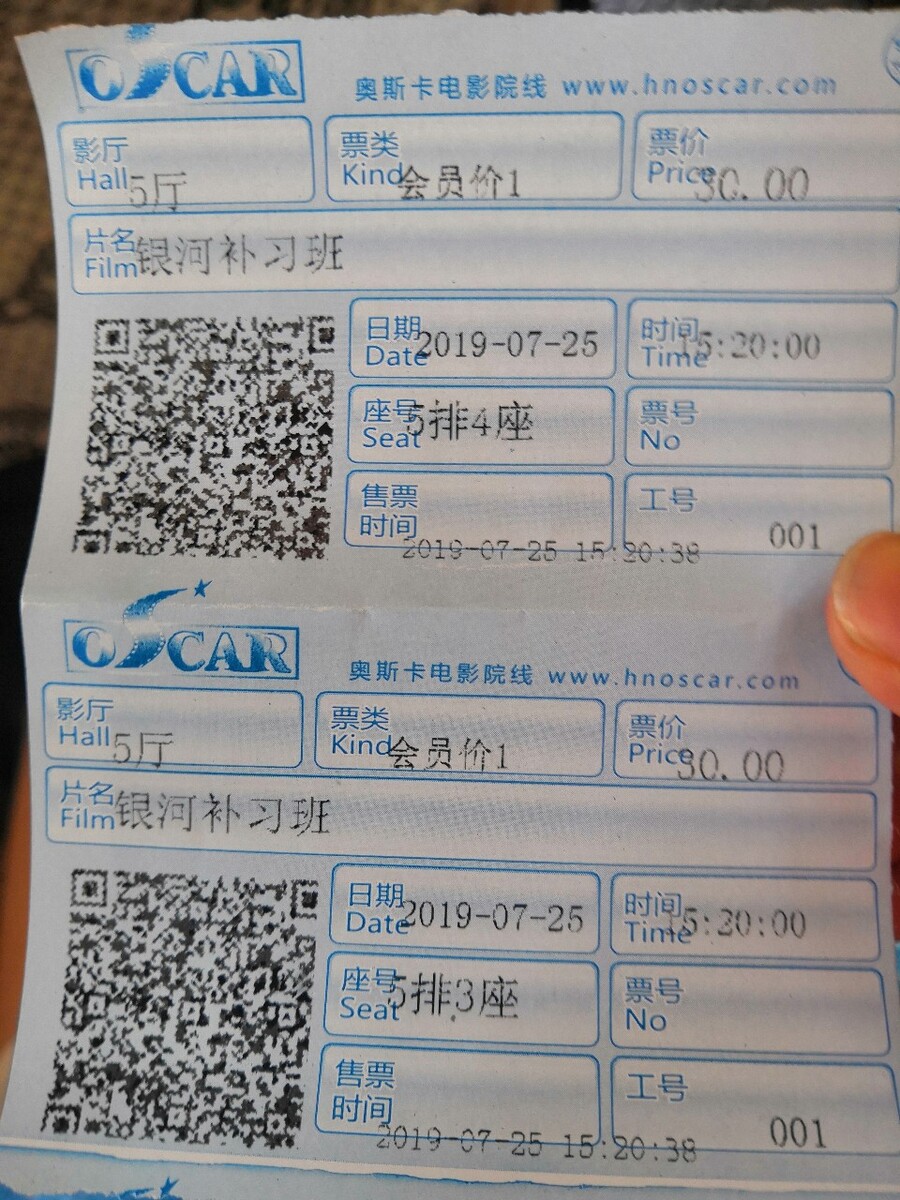 OSCAR
奥斯卡电影院线 www.hnoscar.com
影厅 Hall 5厅
票类 Kind 会员价1
票价 Price 30.00
片名 Film 银河补习班
日期 Date 2019-07-25
时间 Time 15:20:00
座号 Seat 5排4座
票号 No
售票时间 2019-07-25 15:20:38
工号 001
OSCAR
奥斯卡电影院线 www.hnoscar.com
影厅 Hall 5厅
票类 Kind 会员价1
票价 Price 30.00
片名 Film 银河补习班
日期 Date 2019-07-25
时间 Time 15:20:00
座号 Seat 5排3座
票号 No
售票时间 2019-07-25 15:20:38
工号 001